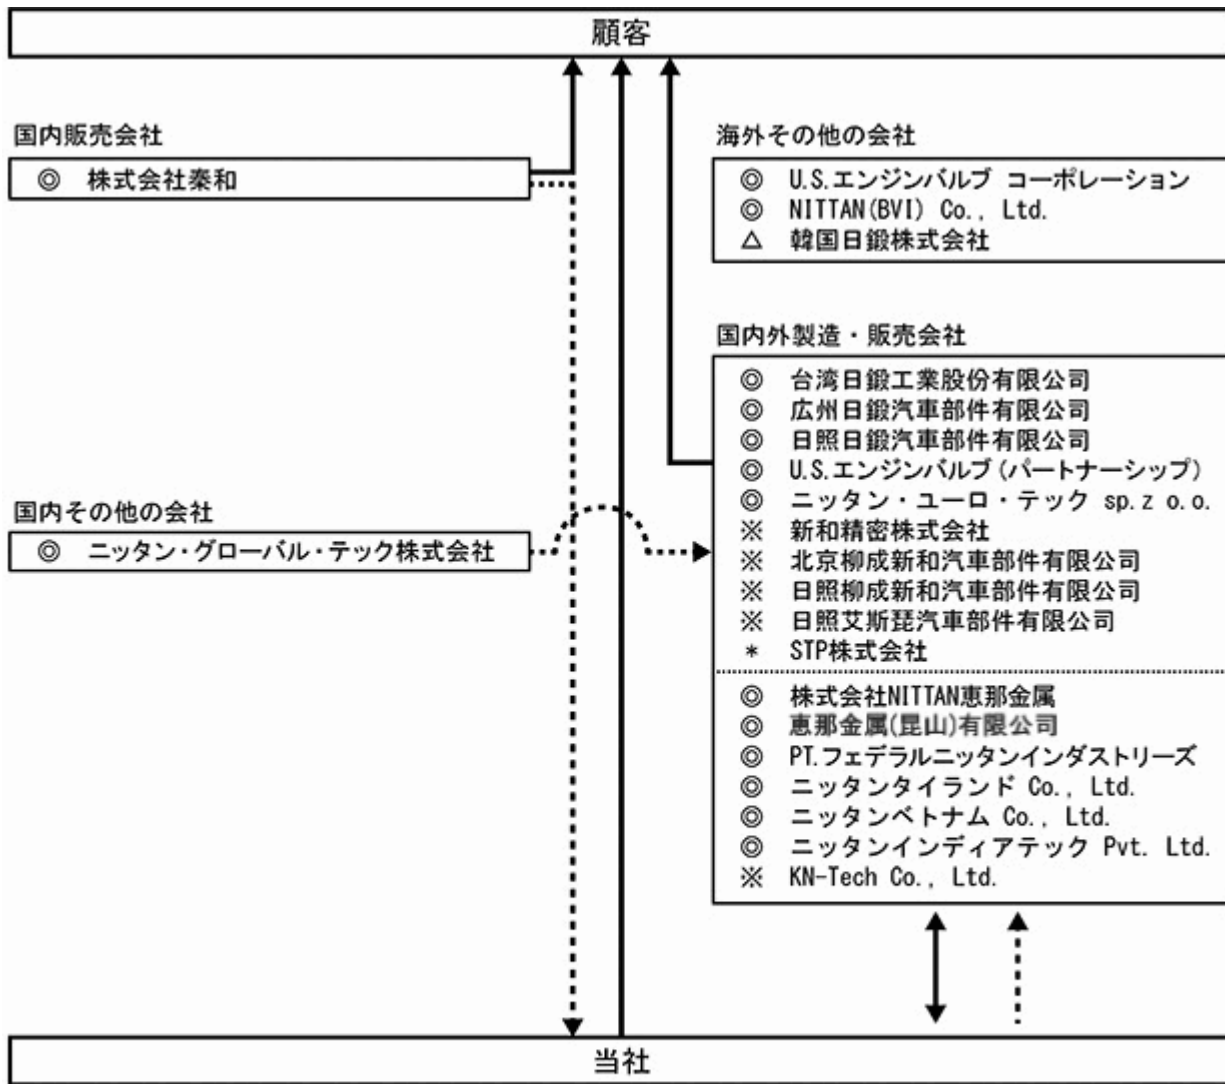 顧客
国内販売会社
◎ 株式会社秦和
海外その他の会社
◎ U.S.エンジンバルブ コーポレーション
◎ NITTAN(BVI) Co., Ltd.
△ 韓国日鍛株式会社
国内外製造・販売会社
◎ 台湾日鍛工業股份有限公司
◎ 広州日鍛汽車部件有限公司
◎ 日照日鍛汽車部件有限公司
◎ U.S.エンジンバルブ(パートナーシップ)
◎ ニッタン・ユーロ・テック sp.z o.o.
※ 新和精密株式会社
※ 北京柳成新和汽車部件有限公司
※ 日照柳成新和汽車部件有限公司
※ 日照艾斯琵汽車部件有限公司
* STP株式会社
◎ 株式会社NITTAN恵那金属
◎ 恵那金属(昆山)有限公司
◎ PT.フェデラルニッタンインダストリーズ
◎ ニッタンタイランド Co., Ltd.
◎ ニッタンベトナム Co., Ltd.
◎ ニッタンインディアテック Pvt. Ltd.
※ KN-Tech Co., Ltd.
国内その他の会社
◎ ニッタン・グローバル・テック株式会社
当社